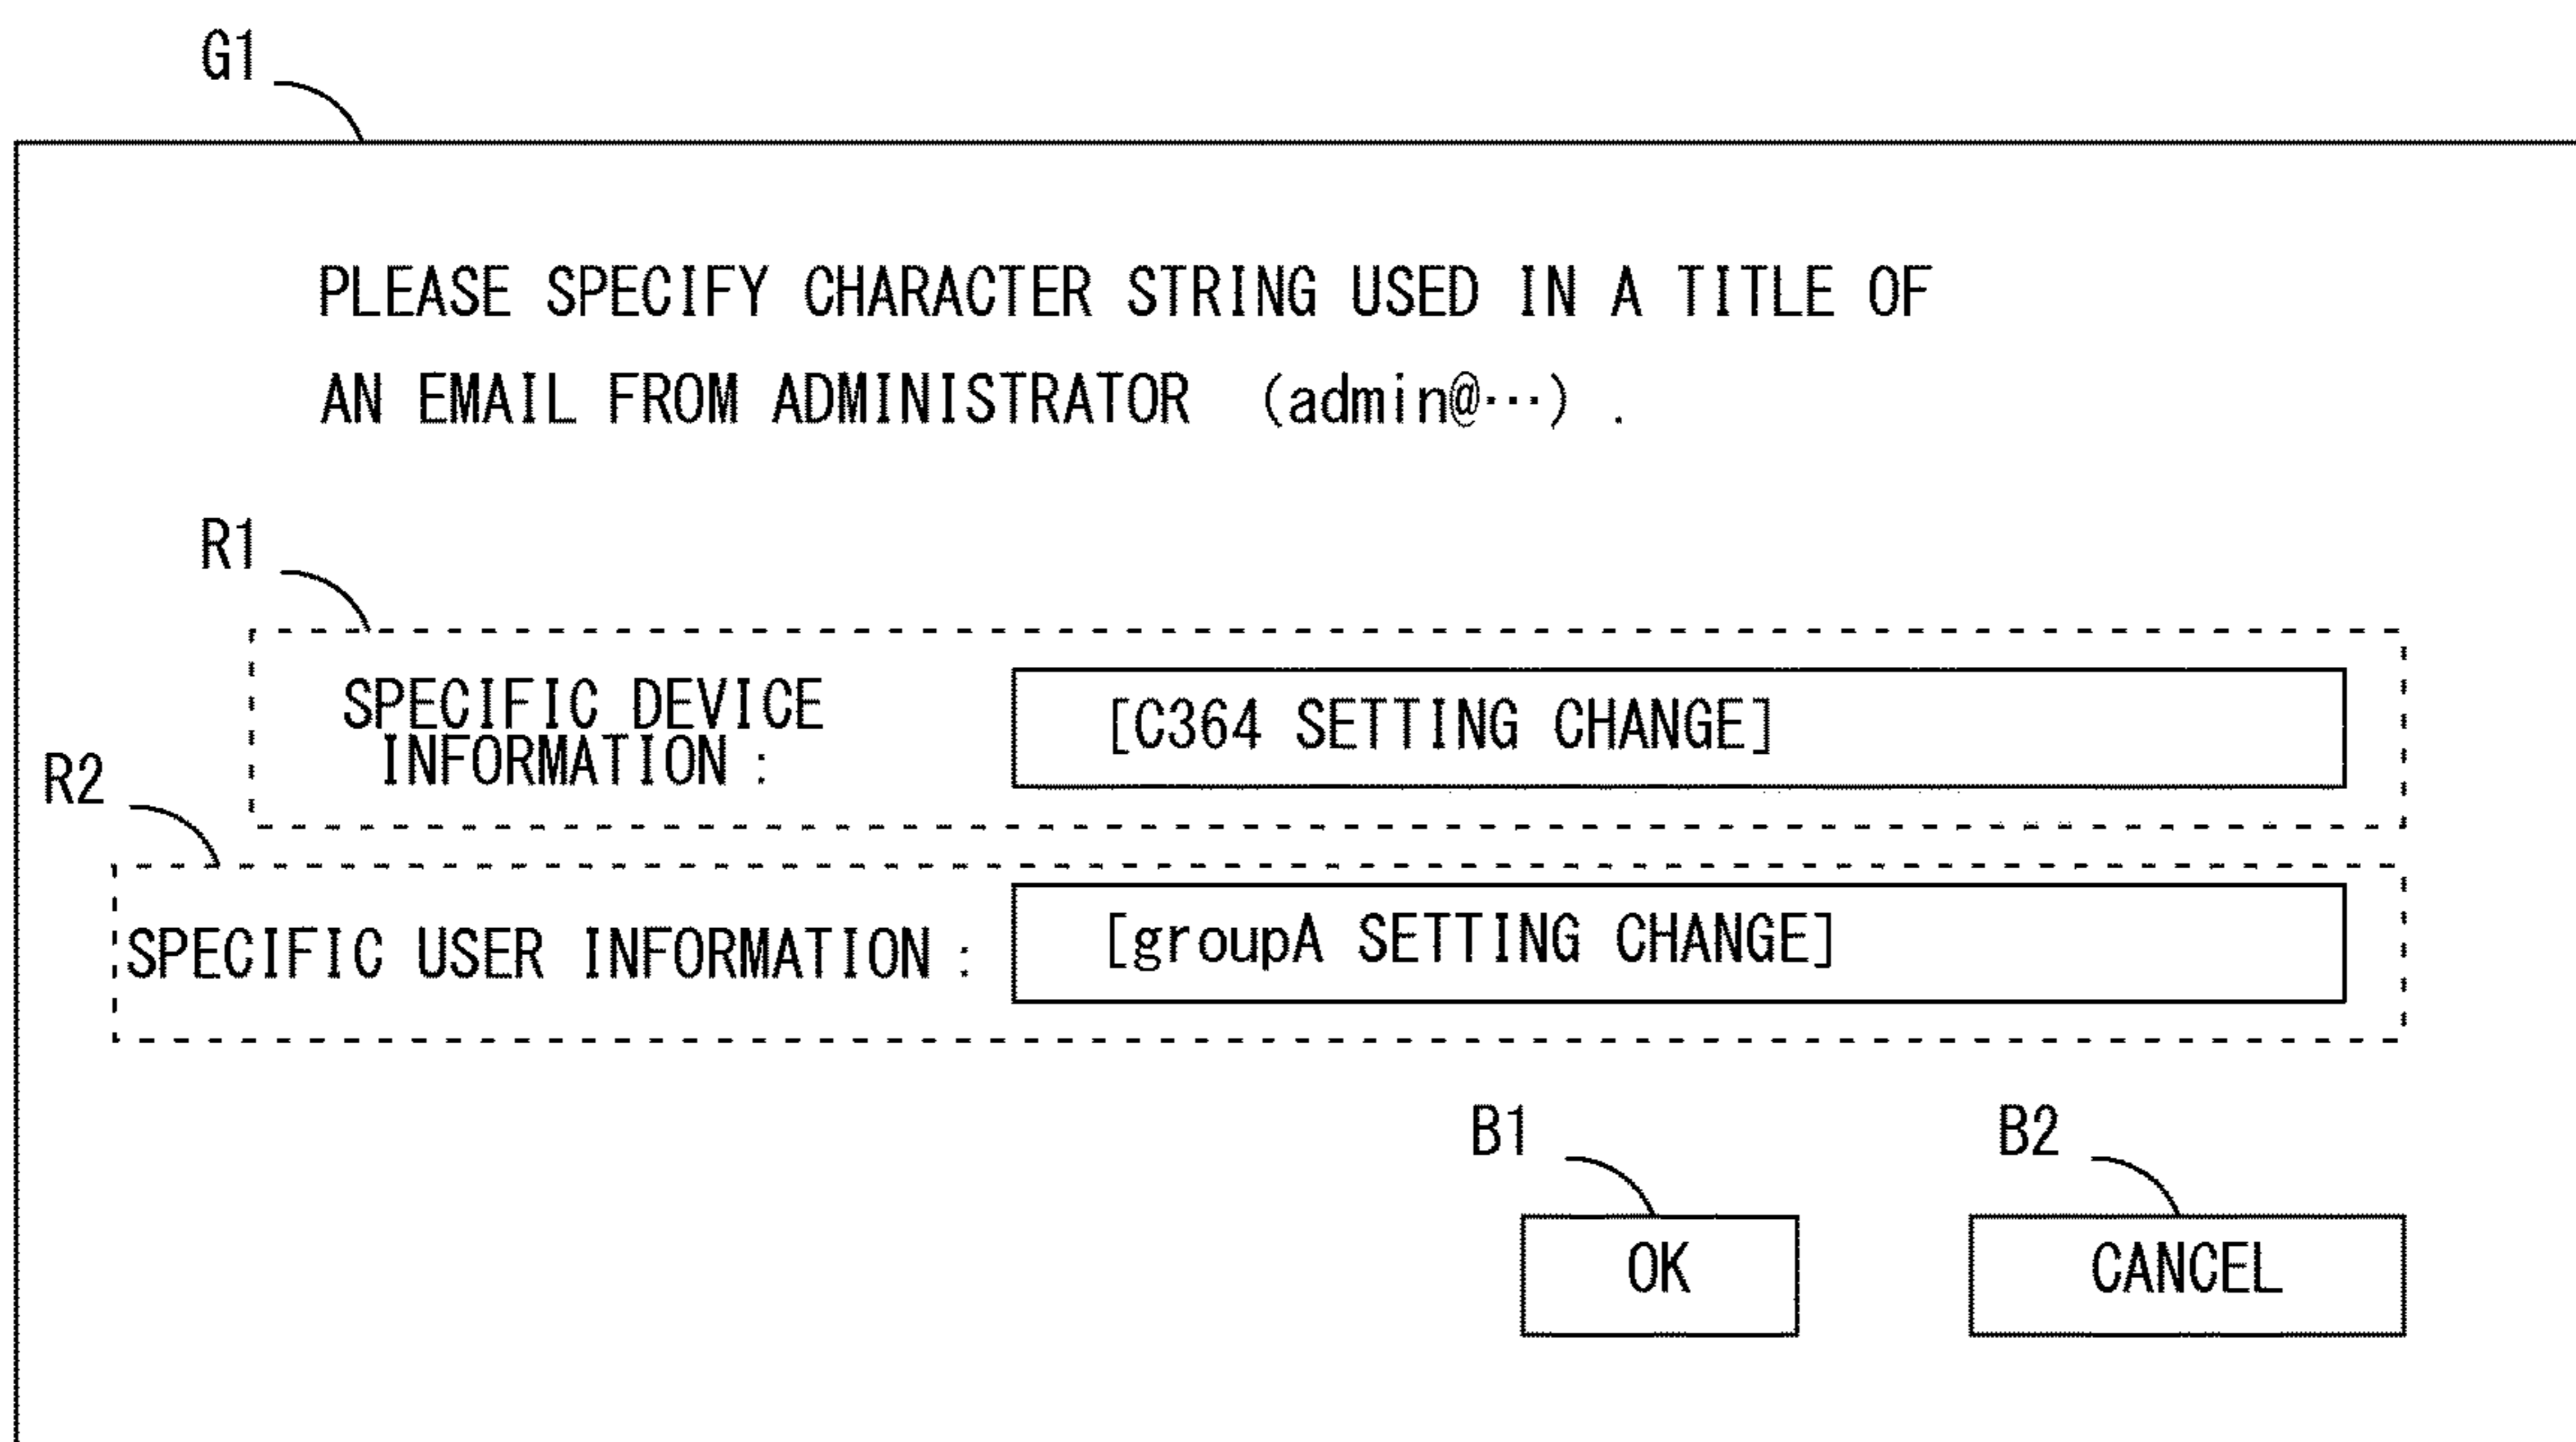 G1
PLEASE SPECIFY CHARACTER STRING USED IN A TITLE OF
AN EMAIL FROM ADMINISTRATOR (admin@…) .
R1
SPECIFIC DEVICE
INFORMATION :
[C364 SETTING CHANGE]
R2
SPECIFIC USER INFORMATION :
[groupA SETTING CHANGE]
B1
B2
OK
CANCEL